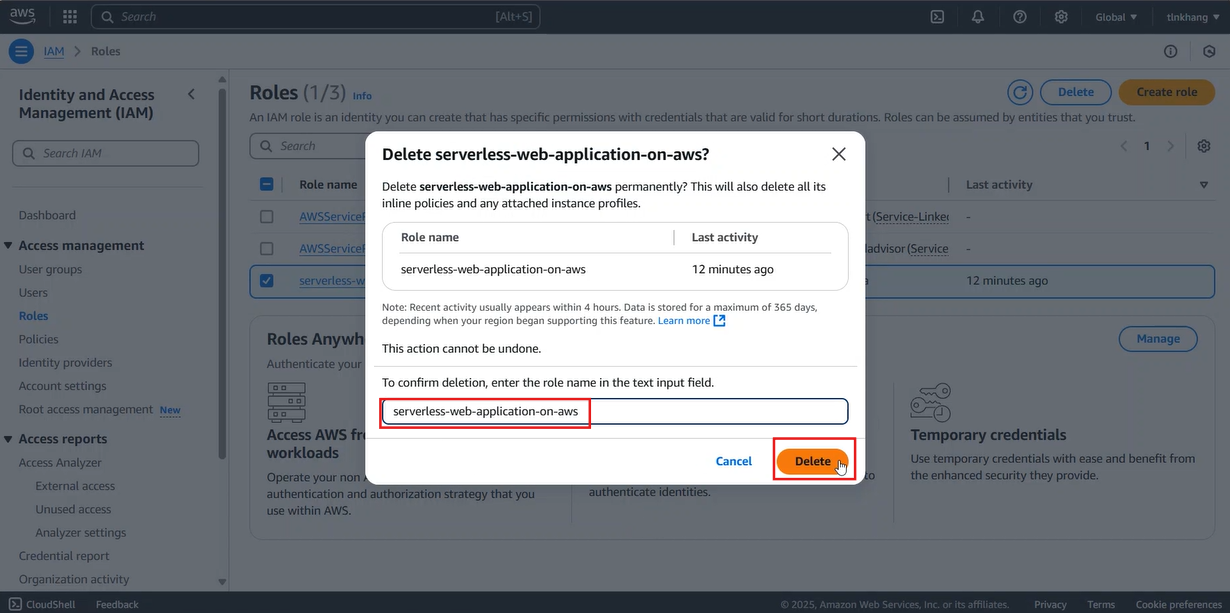 aws
Search
[Alt+S]
Global
tlnkhang
IAM
Roles
Identity and Access
Management (IAM)
Search IAM
Dashboard
Access management
User groups
Users
Roles
Policies
Identity providers
Account settings
Root access management New
Access reports
Access Analyzer
External access
Unused access
Analyzer settings
Credential report
Organization activity
Roles (1/3) Info
Delete
Create role
An IAM role is an identity you can create that has specific permissions with credentials that are valid for short durations. Roles can be assumed by entities that you trust.
Search
1
Role name
Last activity
-
-
12 minutes ago
Manage
Authenticate your
Access AWS
workloads
Operate your non
authentication and authorization strategy that you
use within AWS.
to
authenticate identities.
Temporary credentials
Use temporary credentials with ease and benefit from
the enhanced security they provide.
Delete serverless-web-application-on-aws?
Delete serverless-web-application-on-aws permanently? This will also delete all its
inline policies and any attached instance profiles.
Role name
Last activity
serverless-web-application-on-aws
12 minutes ago
Note: Recent activity usually appears within 4 hours. Data is stored for a maximum of 365 days,
depending when your region began supporting this feature. Learn more
This action cannot be undone.
To confirm deletion, enter the role name in the text input field.
serverless-web-application-on-aws
Cancel
Delete
CloudShell
Feedback
© 2025, Amazon Web Services, Inc. or its affiliates.
Privacy
Terms
Cookie preferences